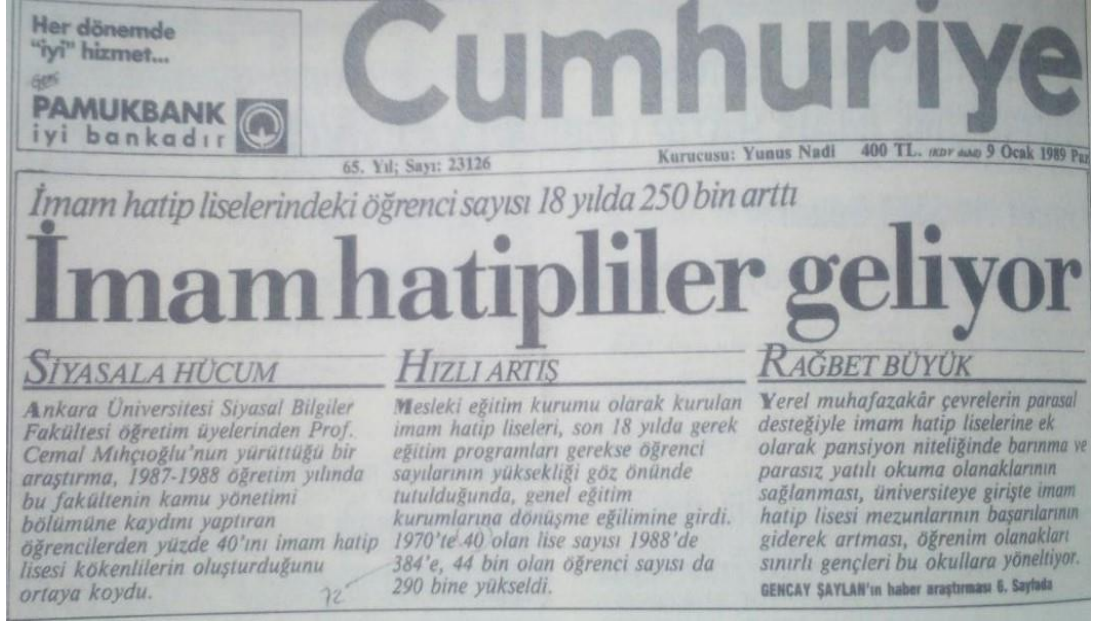 Her dönemde
"iyi" hizmet...
PAMUKBANK
iyi bankadır
Cumhuriye
65. Yıl; Sayı: 23126
Kurucusu: Yunus Nadi
400 TL.
9 Ocak 1989
İmam hatip liselerindeki öğrenci sayısı 18 yılda 250 bin arttı
İmam hatipliler geliyor
SİYASALA HÜCUM
Ankara Üniversitesi Siyasal Bilgiler
Fakültesi öğretim üyelerinden Prof.
Cemal Mıhçıoğlu'nun yürüttüğü bir
araştırma, 1987-1988 öğretim yılında
bu fakültenin kamu yönetimi
bölümüne kaydını yaptıran
öğrencilerden yüzde 40'ını imam hatip
lisesi kökenlilerin oluşturduğunu
ortaya koydu.
HIZLI ARTIŞ
Mesleki eğitim kurumu olarak kurulan
imam hatip liseleri, son 18 yılda gerek
eğitim programları gerekse öğrenci
sayılarının yüksekliği göz önünde
tutulduğunda, genel eğitim
kurumlarına dönüşme eğilimine girdi.
1970'te 40 olan lise sayısı 1988'de
384'e, 44 bin olan öğrenci sayısı da
290 bine yükseldi.
72
RAĞBET BÜYÜK
Yerel muhafazakâr çevrelerin parasal
desteğiyle imam hatip liselerine ek
olarak pansiyon niteliğinde barınma ve
parasız yatılı okuma olanaklarının
sağlanması, üniversiteye girişte imam
hatip lisesi mezunlarının başarılarının
giderek artması, öğrenim olanakları
sınırlı gençleri bu okullara yöneltiyor.
GENCAY ŞAYLAN'ın haber araştırması 6. Sayfada